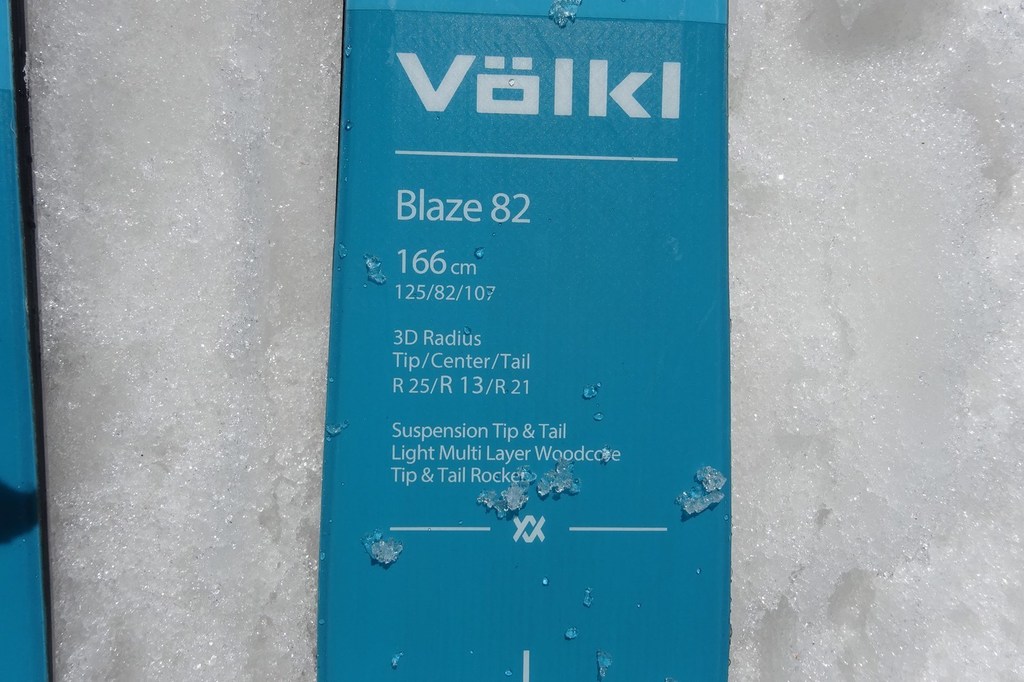 Völkl
Blaze 82
166 cm
125/82/107
3D Radius
Tip/Center/Tail
R 25/R 13/R 21
Suspension Tip & Tail
Light Multi Layer Woodcore
Tip & Tail Rocker